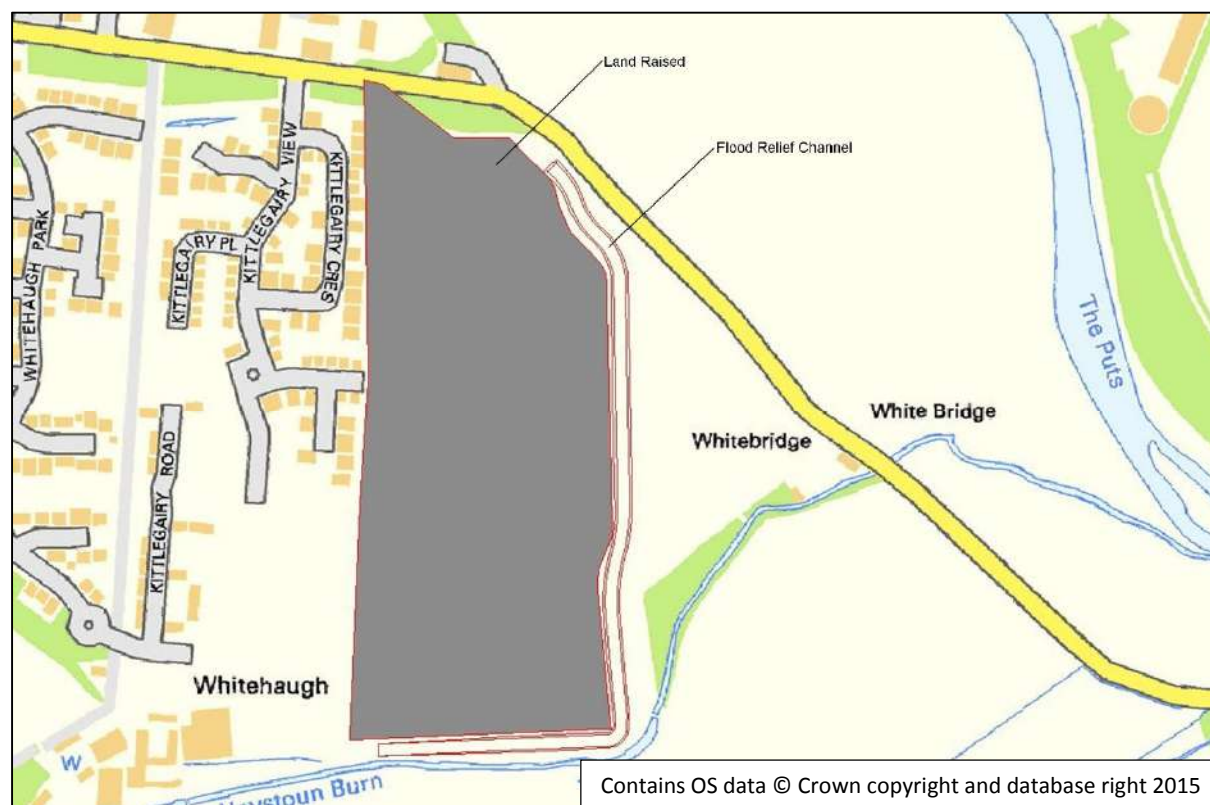 Land Raised
Flood Relief Channel
KITTLEGAIRY VIEW
KITTLEGAIRY CRES
KITTLEGAIRY PL
WHITEHAUGH PARK
The Puts
White Bridge
Whitebridge
KITTLEGAIRY ROAD
Whitehaugh
W
Burn
Contains OS data © Crown copyright and database right 2015